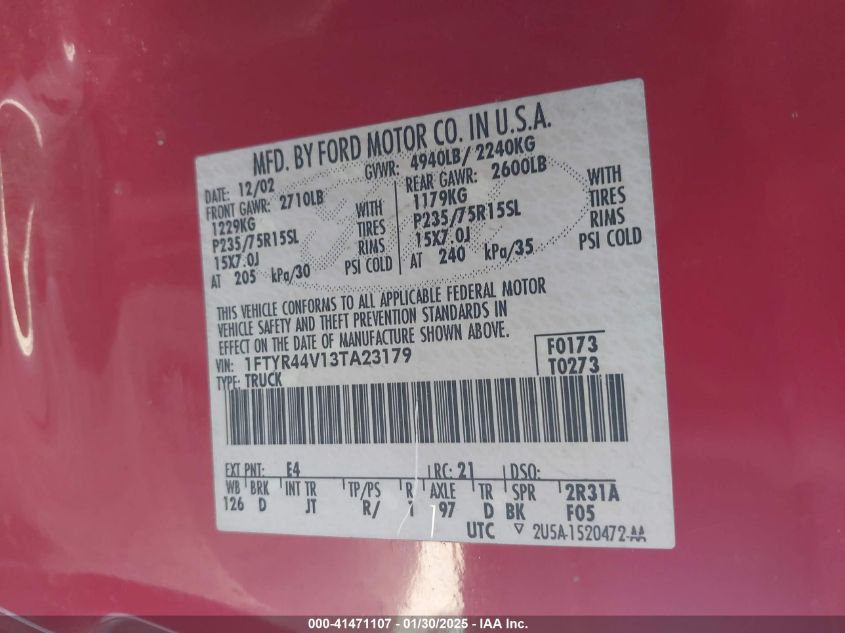 MFD. BY FORD MOTOR CO. IN U.S.A.
DATE: 12/02 GVWR: 4940LB/ 2240KG
FRONT GAWR: 2710LB REAR GAWR: 2600LB
1229KG WITH 1179KG WITH
P235/75R15SL TIRES P235/75R15SL TIRES
15X7.0J RIMS 15X7.0J RIMS
AT 205 kPa/30 PSI COLD AT 240 kPa/35 PSI COLD
THIS VEHICLE CONFORMS TO ALL APPLICABLE FEDERAL MOTOR
VEHICLE SAFETY AND THEFT PREVENTION STANDARDS IN
EFFECT ON THE DATE OF MANUFACTURE SHOWN ABOVE.
VIN: 1FTYR44V13TA23179 F0173
TYPE: TRUCK T0273
EXT PNT: E4 RC: 21 DSO:
WB BRK INT TR TP/PS R AXLE TR SPR 2R31A
126 D JT R/ 1 97 D BK F05
UTC ▽ 2U5A-1520472-AA
000-41471107 - 01/30/2025 - IAA Inc.